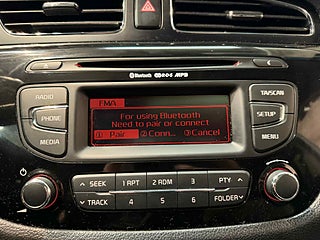 Bluetooth R·D·S MP3
RADIO
FMA
TA/SCAN
For using Bluetooth
Need to pair or connect
PHONE
SETUP
① Pair ② Conn... ③ Cancel
MEDIA
MENU
∧ SEEK 1 RPT 2 RDM 3 PTY ∧
∨ TRACK 4 5 6 FOLDER ∨